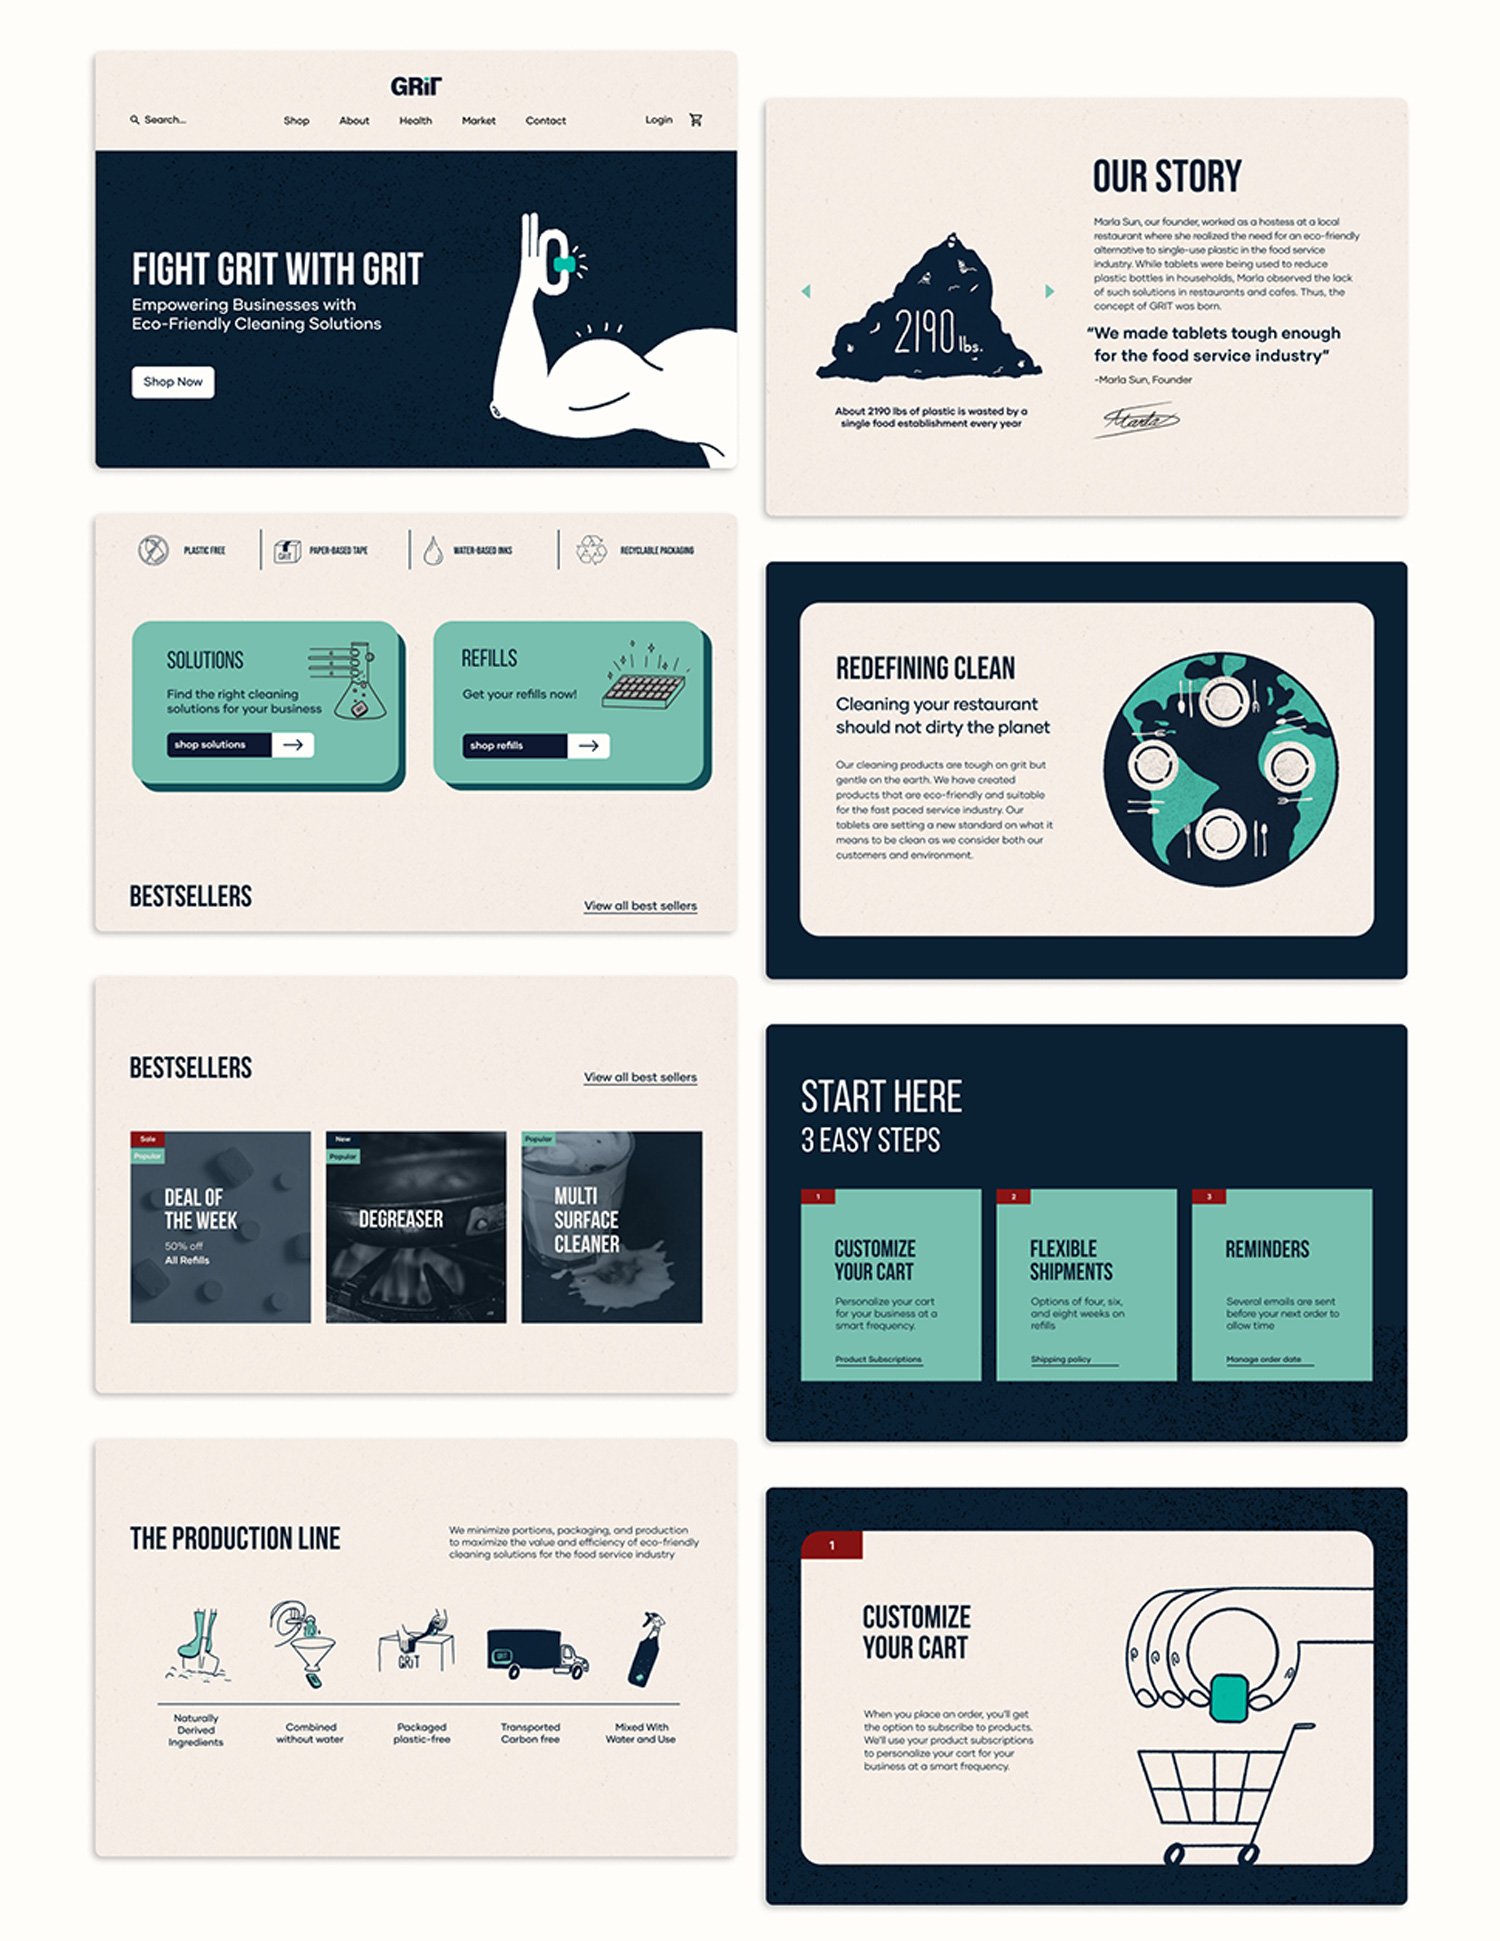 GRiT
Search...
Shop
About
Health
Market
Contact
Login
FIGHT GRIT WITH GRIT
Empowering Businesses with
Eco-Friendly Cleaning Solutions
Shop Now
PLASTIC FREE
GRiT
PAPER-BASED TAPE
WATER-BASED INKS
RECYCLABLE PACKAGING
SOLUTIONS
Find the right cleaning
solutions for your business
shop solutions
REFILLS
Get your refills now!
shop refills
BESTSELLERS
View all best sellers
BESTSELLERS
View all best sellers
Sale
Popular
DEAL OF
THE WEEK
50% off
All Refills
New
Popular
DEGREASER
Popular
MULTI
SURFACE
CLEANER
THE PRODUCTION LINE
We minimize portions, packaging, and production
to maximize the value and efficiency of eco-friendly
cleaning solutions for the food service industry
GRiT
GRiT
Naturally
Derived
Ingredients
Combined
without water
Packaged
plastic-free
Transported
Carbon free
Mixed With
Water and Use
OUR STORY
Marla Sun, our founder, worked as a hostess at a local
restaurant where she realized the need for an eco-friendly
alternative to single-use plastic in the food service
industry. While tablets were being used to reduce
plastic bottles in households, Marla observed the lack
of such solutions in restaurants and cafes. Thus, the
concept of GRIT was born.
“We made tablets tough enough
for the food service industry”
-Marla Sun, Founder
Marla
2190 lbs.
About 2190 lbs of plastic is wasted by a
single food establishment every year
REDEFINING CLEAN
Cleaning your restaurant
should not dirty the planet
Our cleaning products are tough on grit but
gentle on the earth. We have created
products that are eco-friendly and suitable
for the fast paced service industry. Our
tablets are setting a new standard on what it
means to be clean as we consider both our
customers and environment.
START HERE
3 EASY STEPS
1
CUSTOMIZE
YOUR CART
Personalize your cart
for your business at a
smart frequency.
Product Subscriptions
2
FLEXIBLE
SHIPMENTS
Options of four, six,
and eight weeks on
refills
Shipping policy
3
REMINDERS
Several emails are sent
before your next order to
allow time
Manage order date
1
CUSTOMIZE
YOUR CART
When you place an order, you'll get
the option to subscribe to products.
We'll use your product subscriptions
to personalize your cart for your
business at a smart frequency.